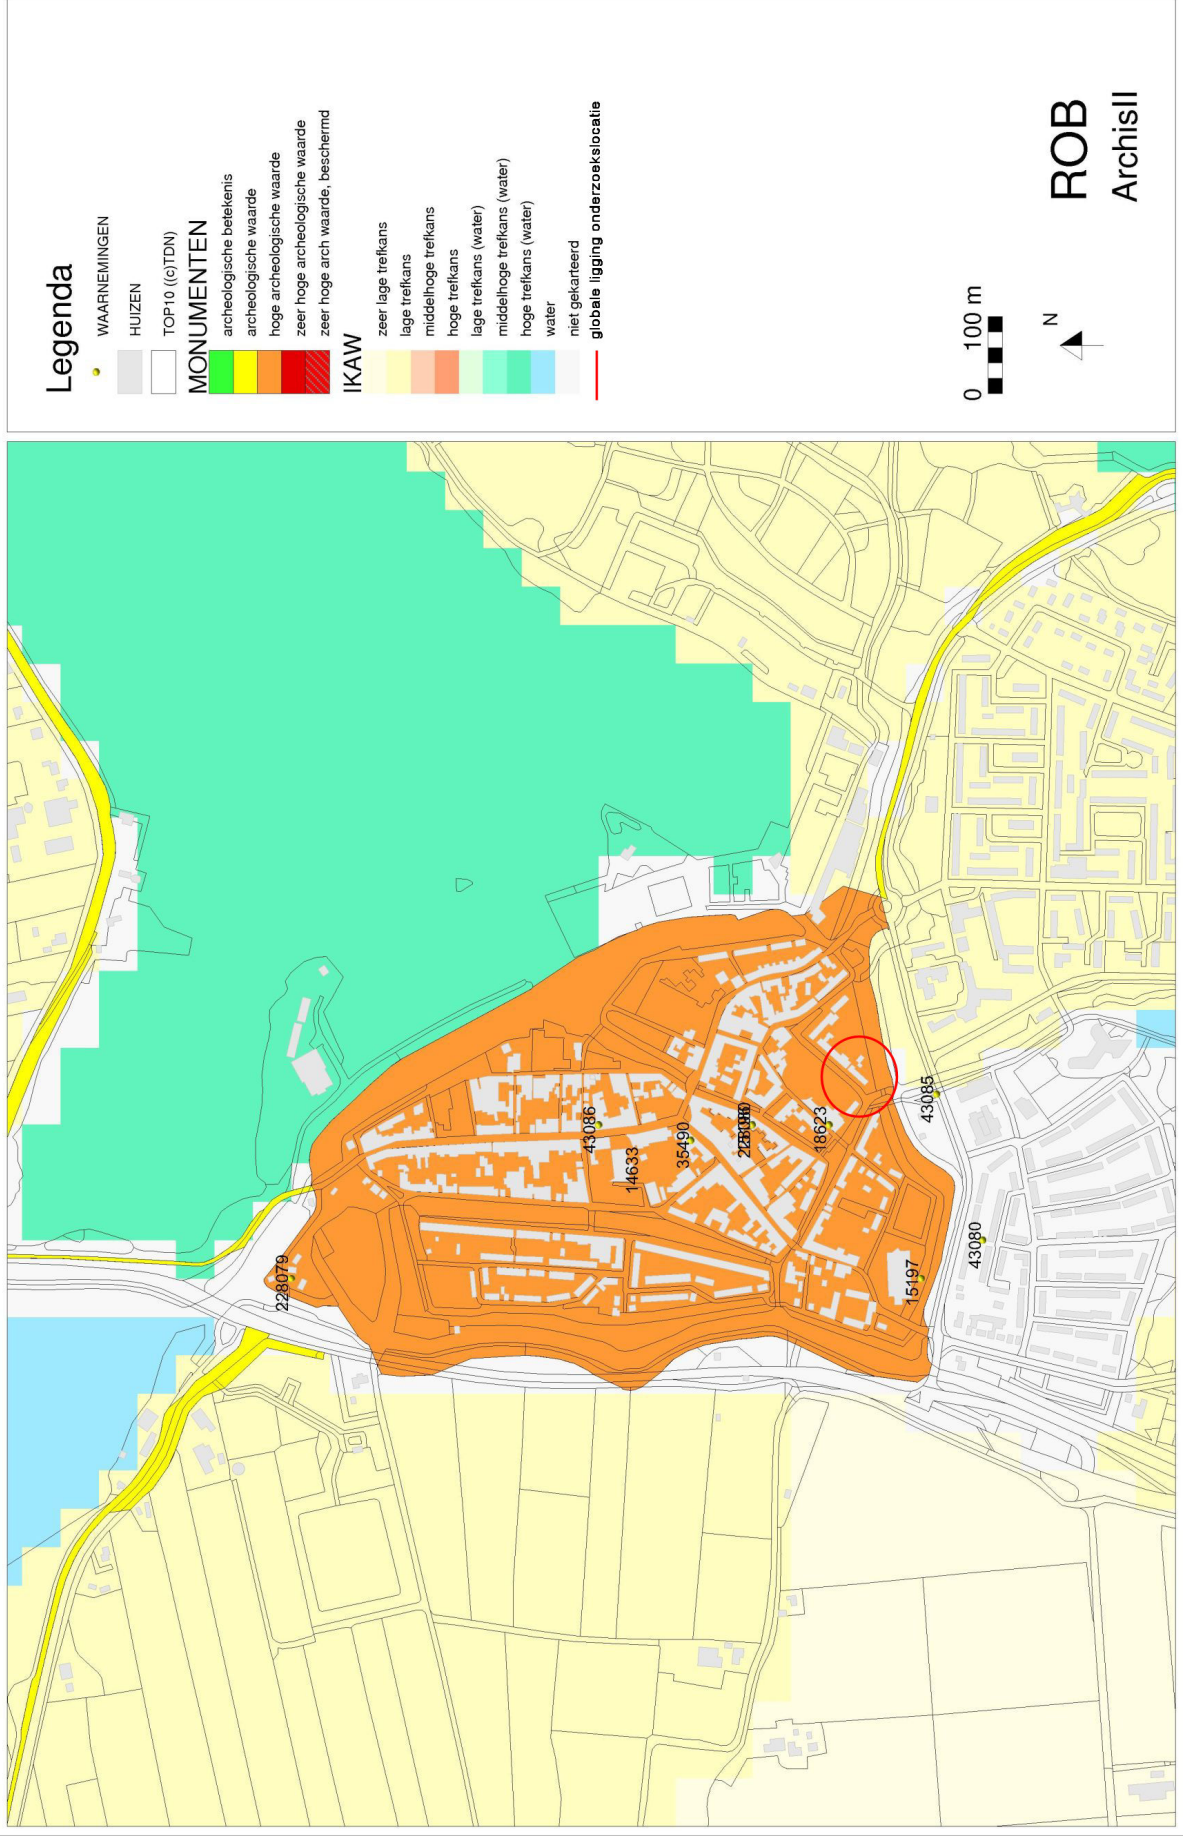 Legenda
WAARNEMINGEN
HUIZEN
TOP10 ((c)TDN)
MONUMENTEN
archeologische betekenis
archeologische waarde
hoge archeologische waarde
zeer hoge archeologische waarde
zeer hoge arch waarde, beschermd
IKAW
zeer lage trefkans
lage trefkans
middelhoge trefkans
hoge trefkans
lage trefkans (water)
middelhoge trefkans (water)
hoge trefkans (water)
water
niet gekarteerd
globale ligging onderzoekslocatie
0 100 m
N
ROB
ArchisII
228079
43086
14633
35490
18623
43085
15197
43080